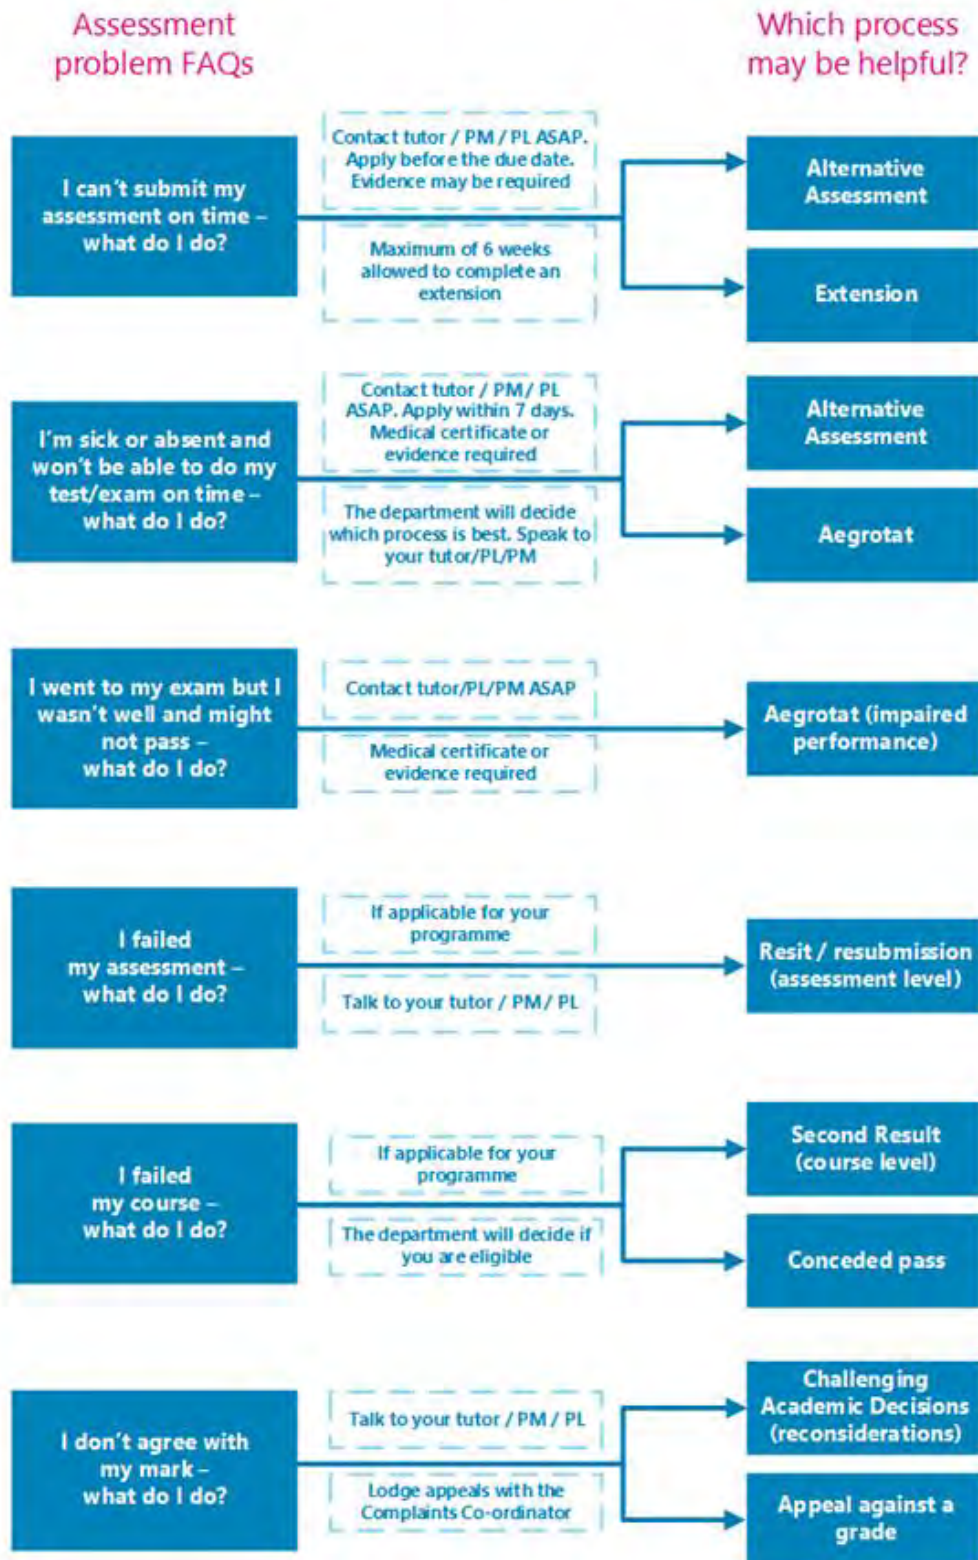 Assessment
problem FAQs
Which process
may be helpful?
I can't submit my
assessment on time –
what do I do?
Contact tutor / PM / PL ASAP.
Apply before the due date.
Evidence may be required
Maximum of 6 weeks
allowed to complete an
extension
Alternative
Assessment
Extension
I'm sick or absent and
won't be able to do my
test/exam on time –
what do I do?
Contact tutor / PM / PL
ASAP. Apply within 7 days.
Medical certificate or
evidence required
The department will decide
which process is best. Speak to
your tutor/PL/PM
Alternative
Assessment
Aegrotat
I went to my exam but I
wasn't well and might
not pass –
what do I do?
Contact tutor/PL/PM ASAP
Medical certificate or
evidence required
Aegrotat (impaired
performance)
I failed
my assessment –
what do I do?
If applicable for your
programme
Talk to your tutor / PM / PL
Resit / resubmission
(assessment level)
I failed
my course –
what do I do?
If applicable for your
programme
The department will decide if
you are eligible
Second Result
(course level)
Conceded pass
I don't agree with
my mark –
what do I do?
Talk to your tutor / PM / PL
Lodge appeals with the
Complaints Co-ordinator
Challenging
Academic Decisions
(reconsiderations)
Appeal against a
grade